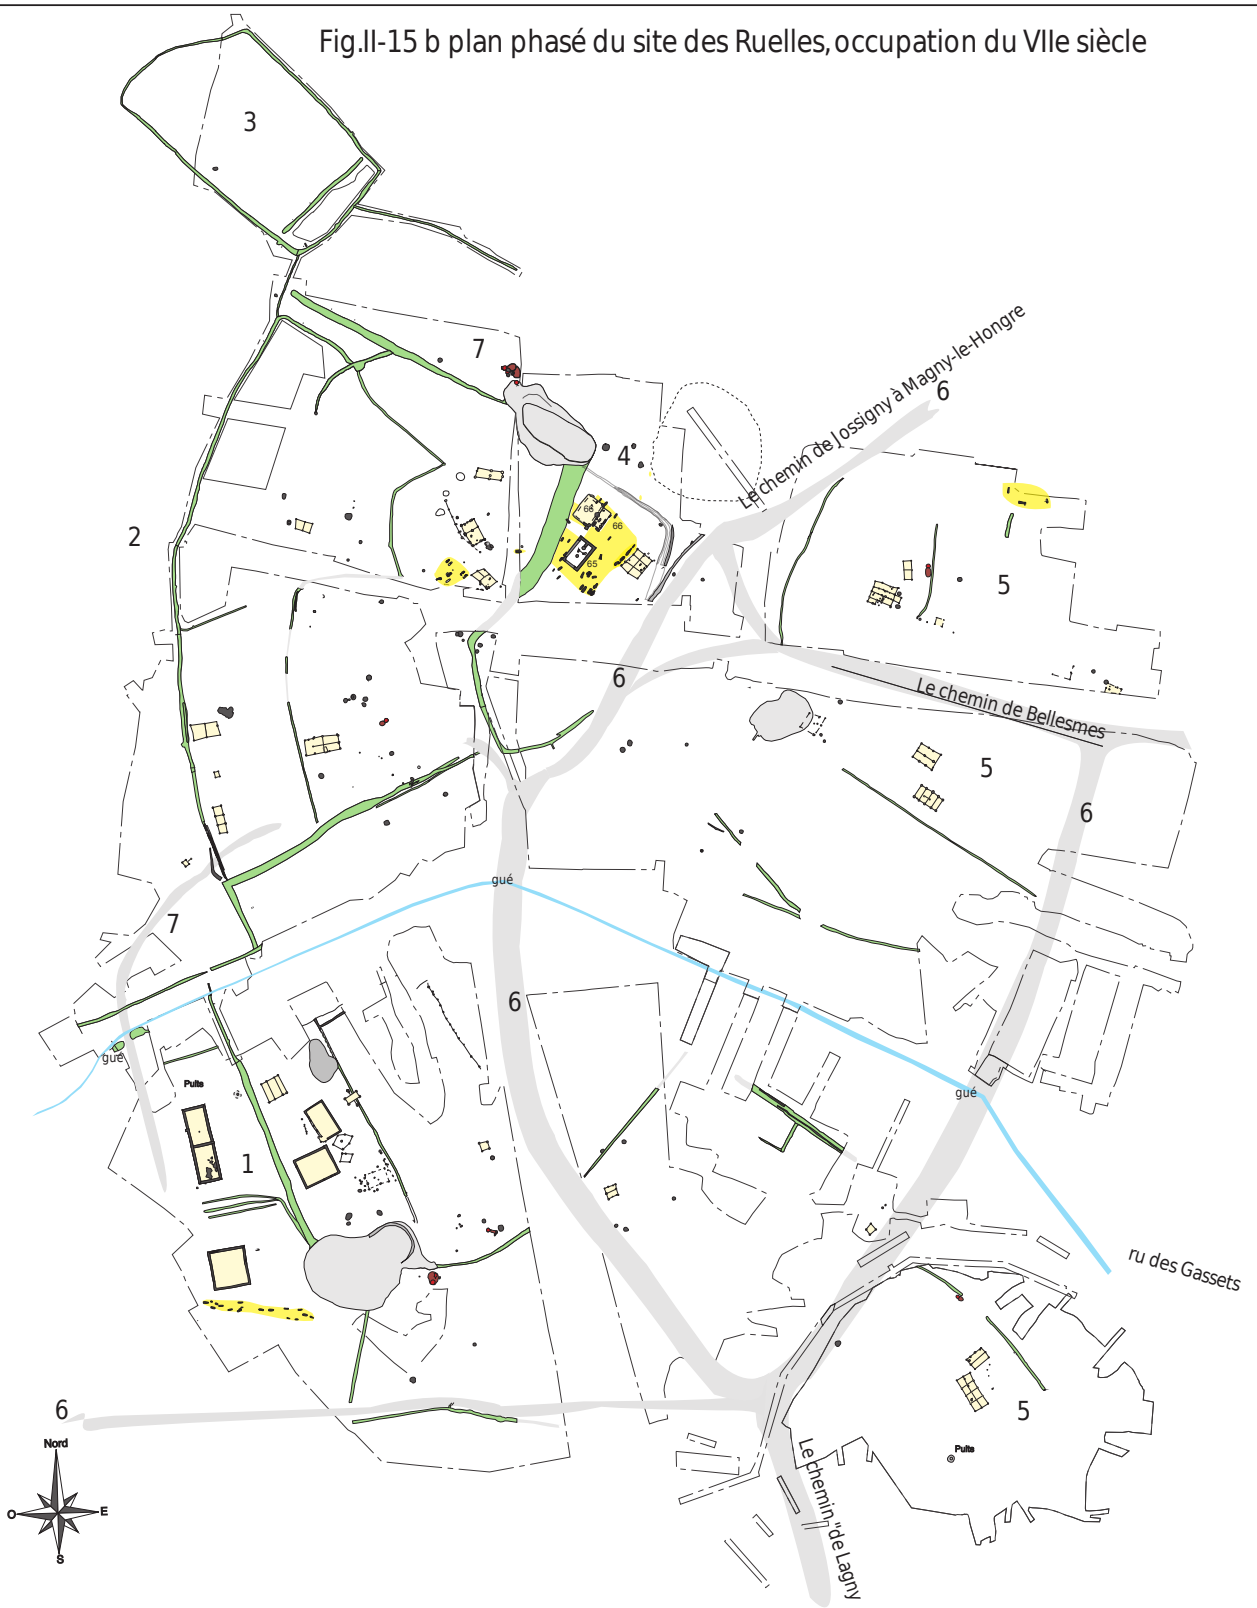 Fig.II-15 b plan phasé du site des Ruelles, occupation du VIIe siècle
3
7
Le chemin de Jossigny à Magny-le-Hongre
6
4
66
66
65
2
5
6
Le chemin de Bellesmes
5
6
gué
7
6
gué
Puits
gué
1
ru des Gassets
6
5
Nord
Puits
Le chemin "de Lagny
O
E
S